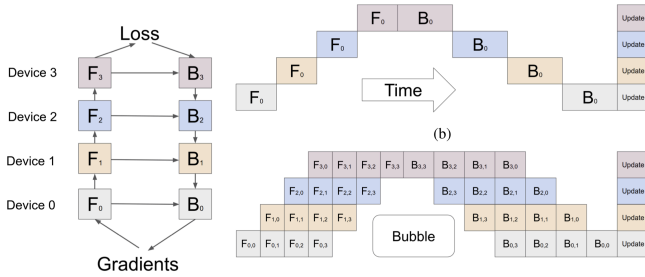 Loss
Device 3 F3 B3
Device 2 F2 B2
Device 1 F1 B1
Device 0 F0 B0
Gradients
F0 B0 Update
F0 B0 Update
F0 B0 Update
F0 B0 Update
Time
(b)
F3,0 F3,1 F3,2 F3,3 B3,3 B3,2 B3,1 B3,0 Update
F2,0 F2,1 F2,2 F2,3 B2,3 B2,2 B2,1 B2,0 Update
F1,0 F1,1 F1,2 F1,3 B1,3 B1,2 B1,1 B1,0 Update
F0,0 F0,1 F0,2 F0,3 Bubble B0,3 B0,2 B0,1 B0,0 Update